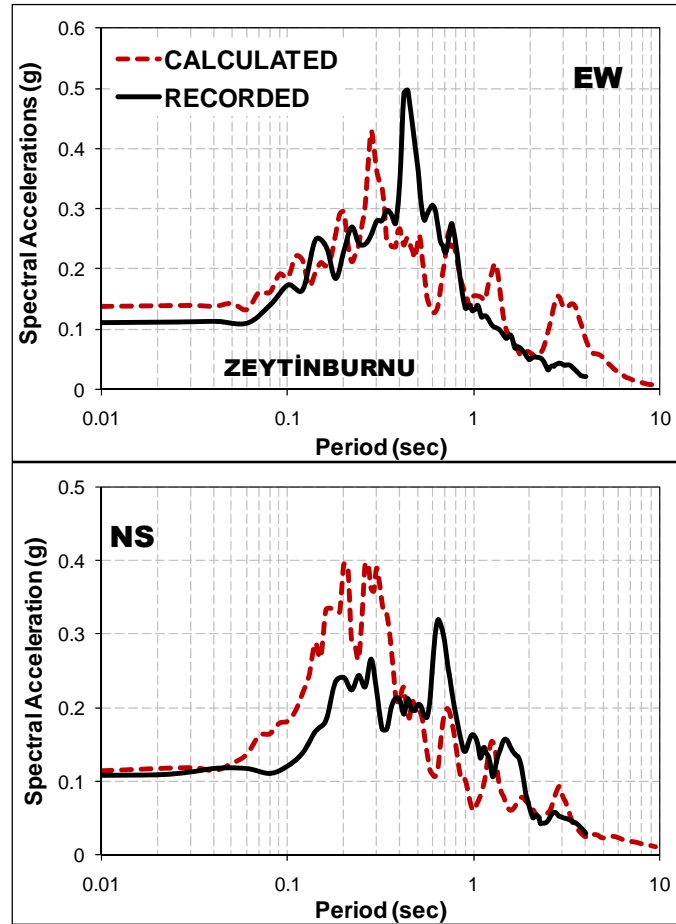 0.6
CALCULATED
RECORDED
EW
0.5
0.4
0.3
0.2
0.1
0
Spectral Accelerations (g)
ZEYTİNBURNU
0.01 0.1 1 10
Period (sec)
0.5
NS
0.4
0.3
0.2
0.1
0
Spectral Acceleration (g)
0.01 0.1 1 10
Period (sec)